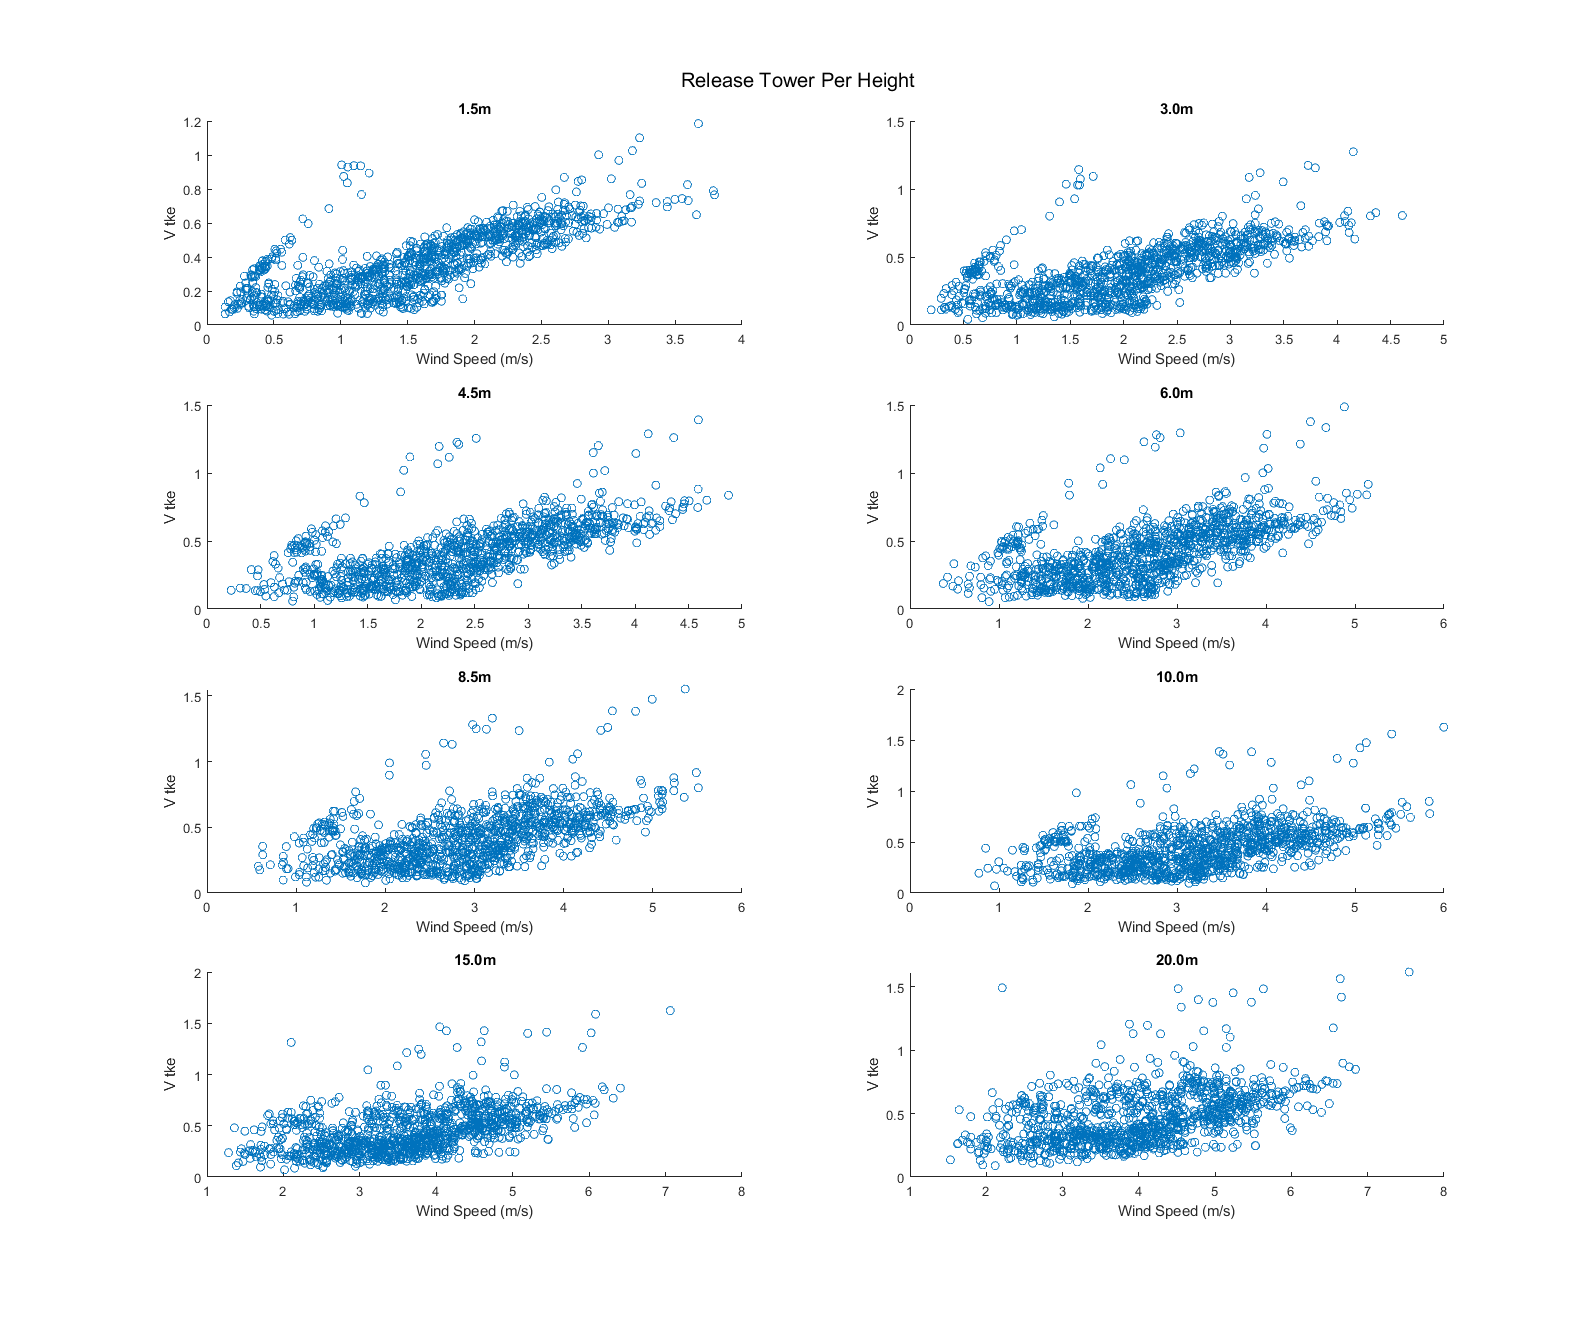 Release Tower Per Height
1.5m
1.2
1
0.8
0.6
0.4
0.2
0
V tke
0 0.5 1 1.5 2 2.5 3 3.5 4
Wind Speed (m/s)
3.0m
1.5
1
0.5
0
V tke
0 0.5 1 1.5 2 2.5 3 3.5 4 4.5 5
Wind Speed (m/s)
4.5m
1.5
1
0.5
0
V tke
0 0.5 1 1.5 2 2.5 3 3.5 4 4.5 5
Wind Speed (m/s)
6.0m
1.5
1
0.5
0
V tke
0 1 2 3 4 5 6
Wind Speed (m/s)
8.5m
1.5
1
0.5
0
V tke
0 1 2 3 4 5 6
Wind Speed (m/s)
10.0m
2
1.5
1
0.5
0
V tke
0 1 2 3 4 5 6
Wind Speed (m/s)
15.0m
2
1.5
1
0.5
0
V tke
1 2 3 4 5 6 7 8
Wind Speed (m/s)
20.0m
1.5
1
0.5
0
V tke
1 2 3 4 5 6 7 8
Wind Speed (m/s)